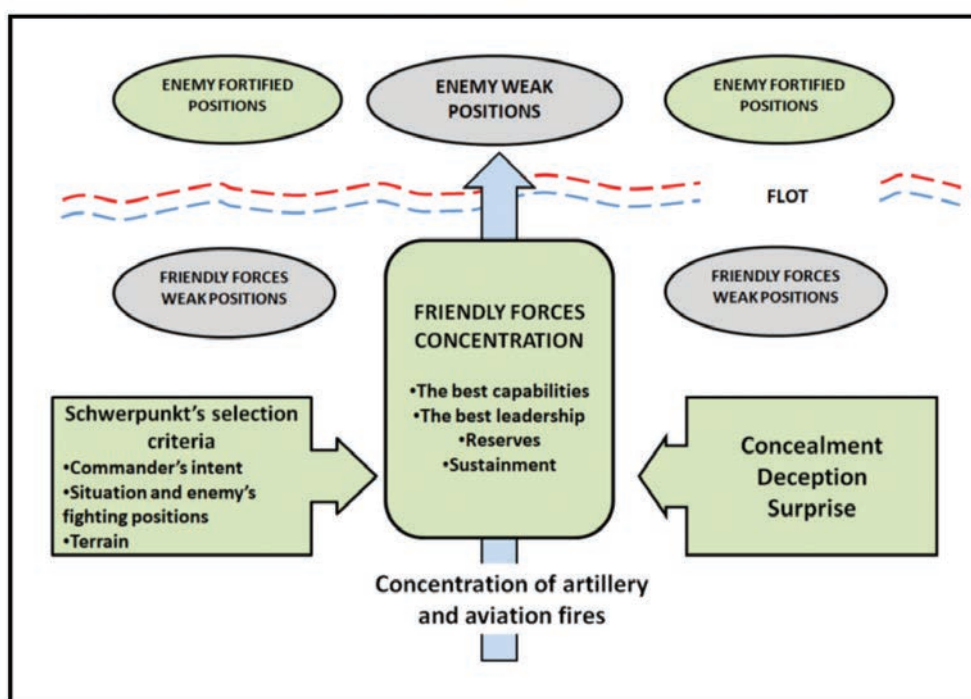 ENEMY FORTIFIED
POSITIONS
ENEMY WEAK
POSITIONS
ENEMY FORTIFIED
POSITIONS
FLOT
FRIENDLY FORCES
WEAK POSITIONS
FRIENDLY FORCES
WEAK POSITIONS
FRIENDLY FORCES
CONCENTRATION
•The best capabilities
•The best leadership
•Reserves
•Sustainment
Schwerpunkt's selection
criteria
•Commander's intent
•Situation and enemy's
fighting positions
•Terrain
Concealment
Deception
Surprise
Concentration of artillery
and aviation fires